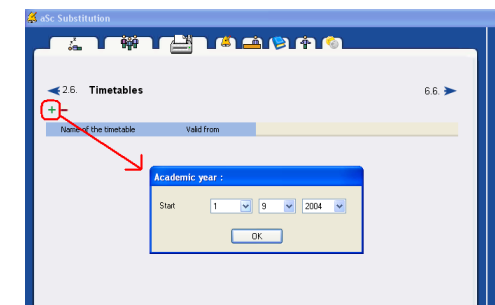 aSc Substitution
2.6. Timetables 6.6.
Name of the timetable Valid from
Academic year :
Start 1 9 2004
OK